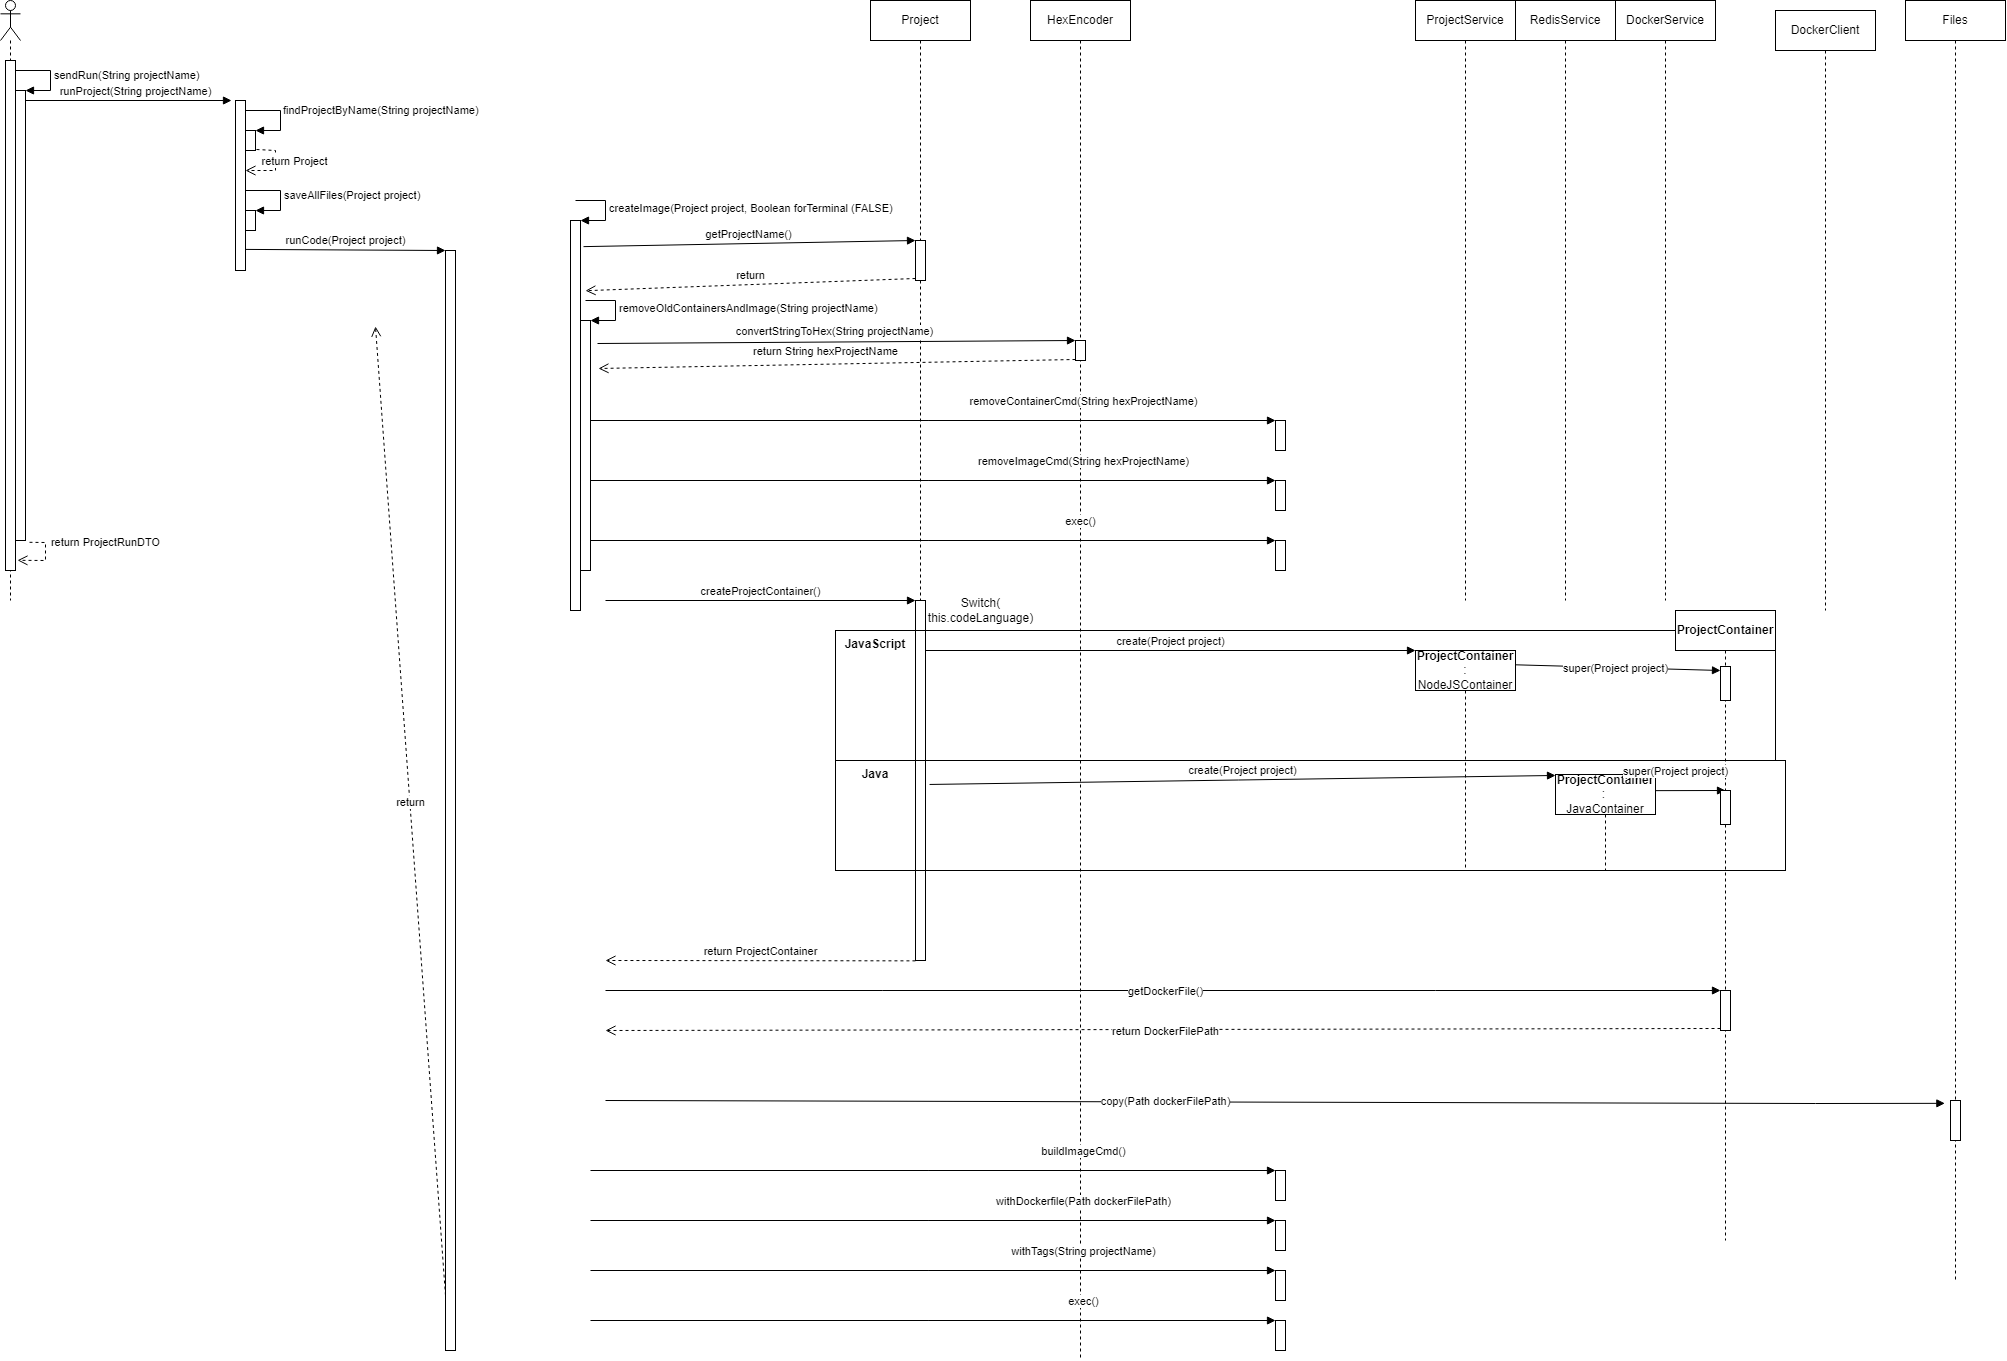 Project
HexEncoder
ProjectService
RedisService
DockerService
DockerClient
Files
sendRun(String projectName)
runProject(String projectName)
findProjectByName(String projectName)
return Project
saveAllFiles(Project project)
createImage(Project project, Boolean forTerminal (FALSE)
getProjectName()
runCode(Project project)
return
removeOldContainersAndImage(String projectName)
convertStringToHex(String projectName)
return String hexProjectName
removeContainerCmd(String hexProjectName)
removeImageCmd(String hexProjectName)
exec()
return ProjectRunDTO
createProjectContainer()
Switch(
this.codeLanguage)
ProjectContainer
JavaScript
create(Project project)
ProjectContainer
:
NodeJSContainer
super(Project project)
Java
create(Project project)
super(Project project)
ProjectContainer
:
JavaContainer
return
return ProjectContainer
getDockerFile()
return DockerFilePath
copy(Path dockerFilePath)
buildImageCmd()
withDockerfile(Path dockerFilePath)
withTags(String projectName)
exec()